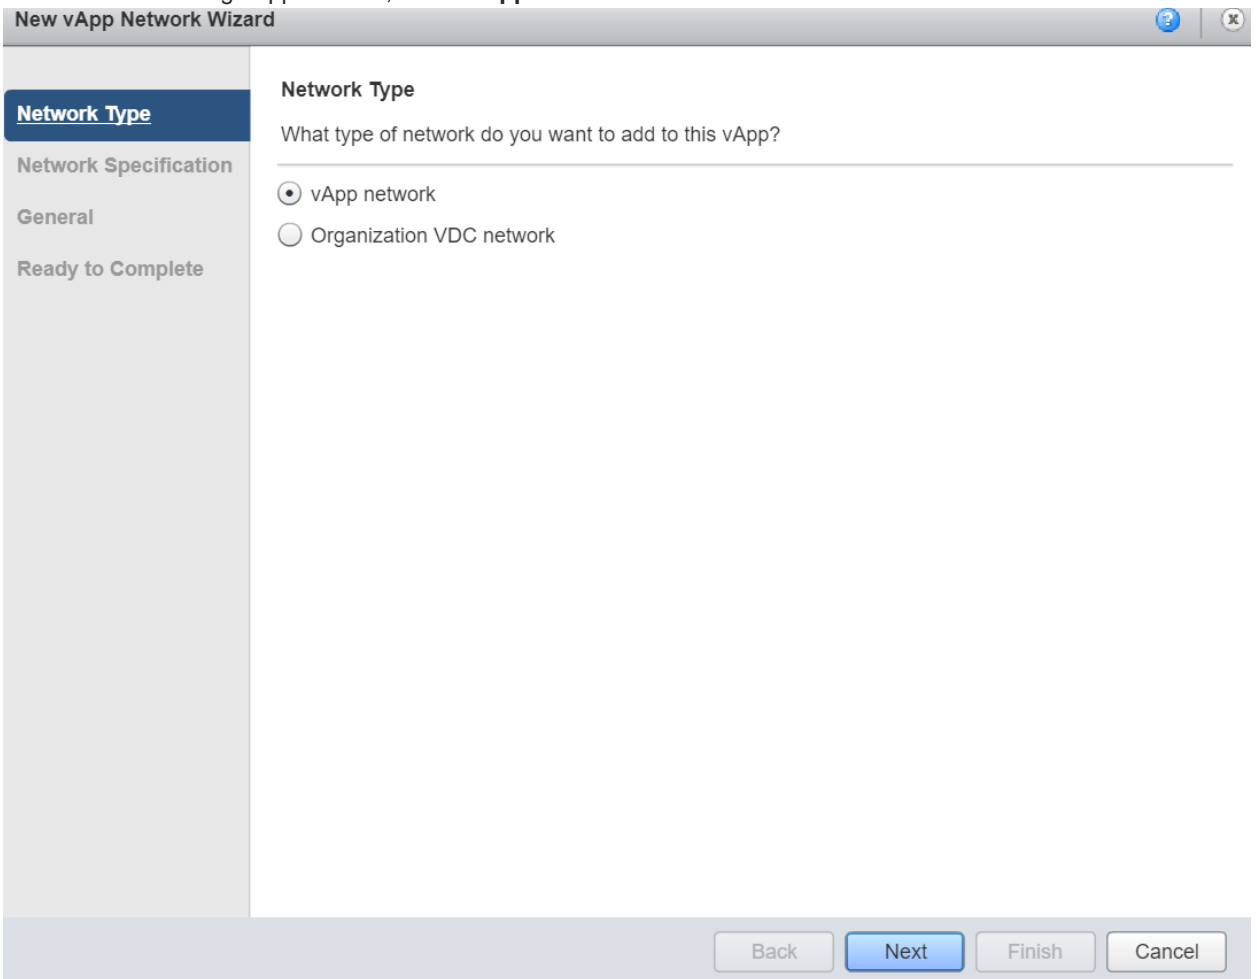 New vApp Network Wizard
Network Type
Network Specification
General
Ready to Complete
Network Type
What type of network do you want to add to this vApp?
vApp network
Organization VDC network
Back
Next
Finish
Cancel